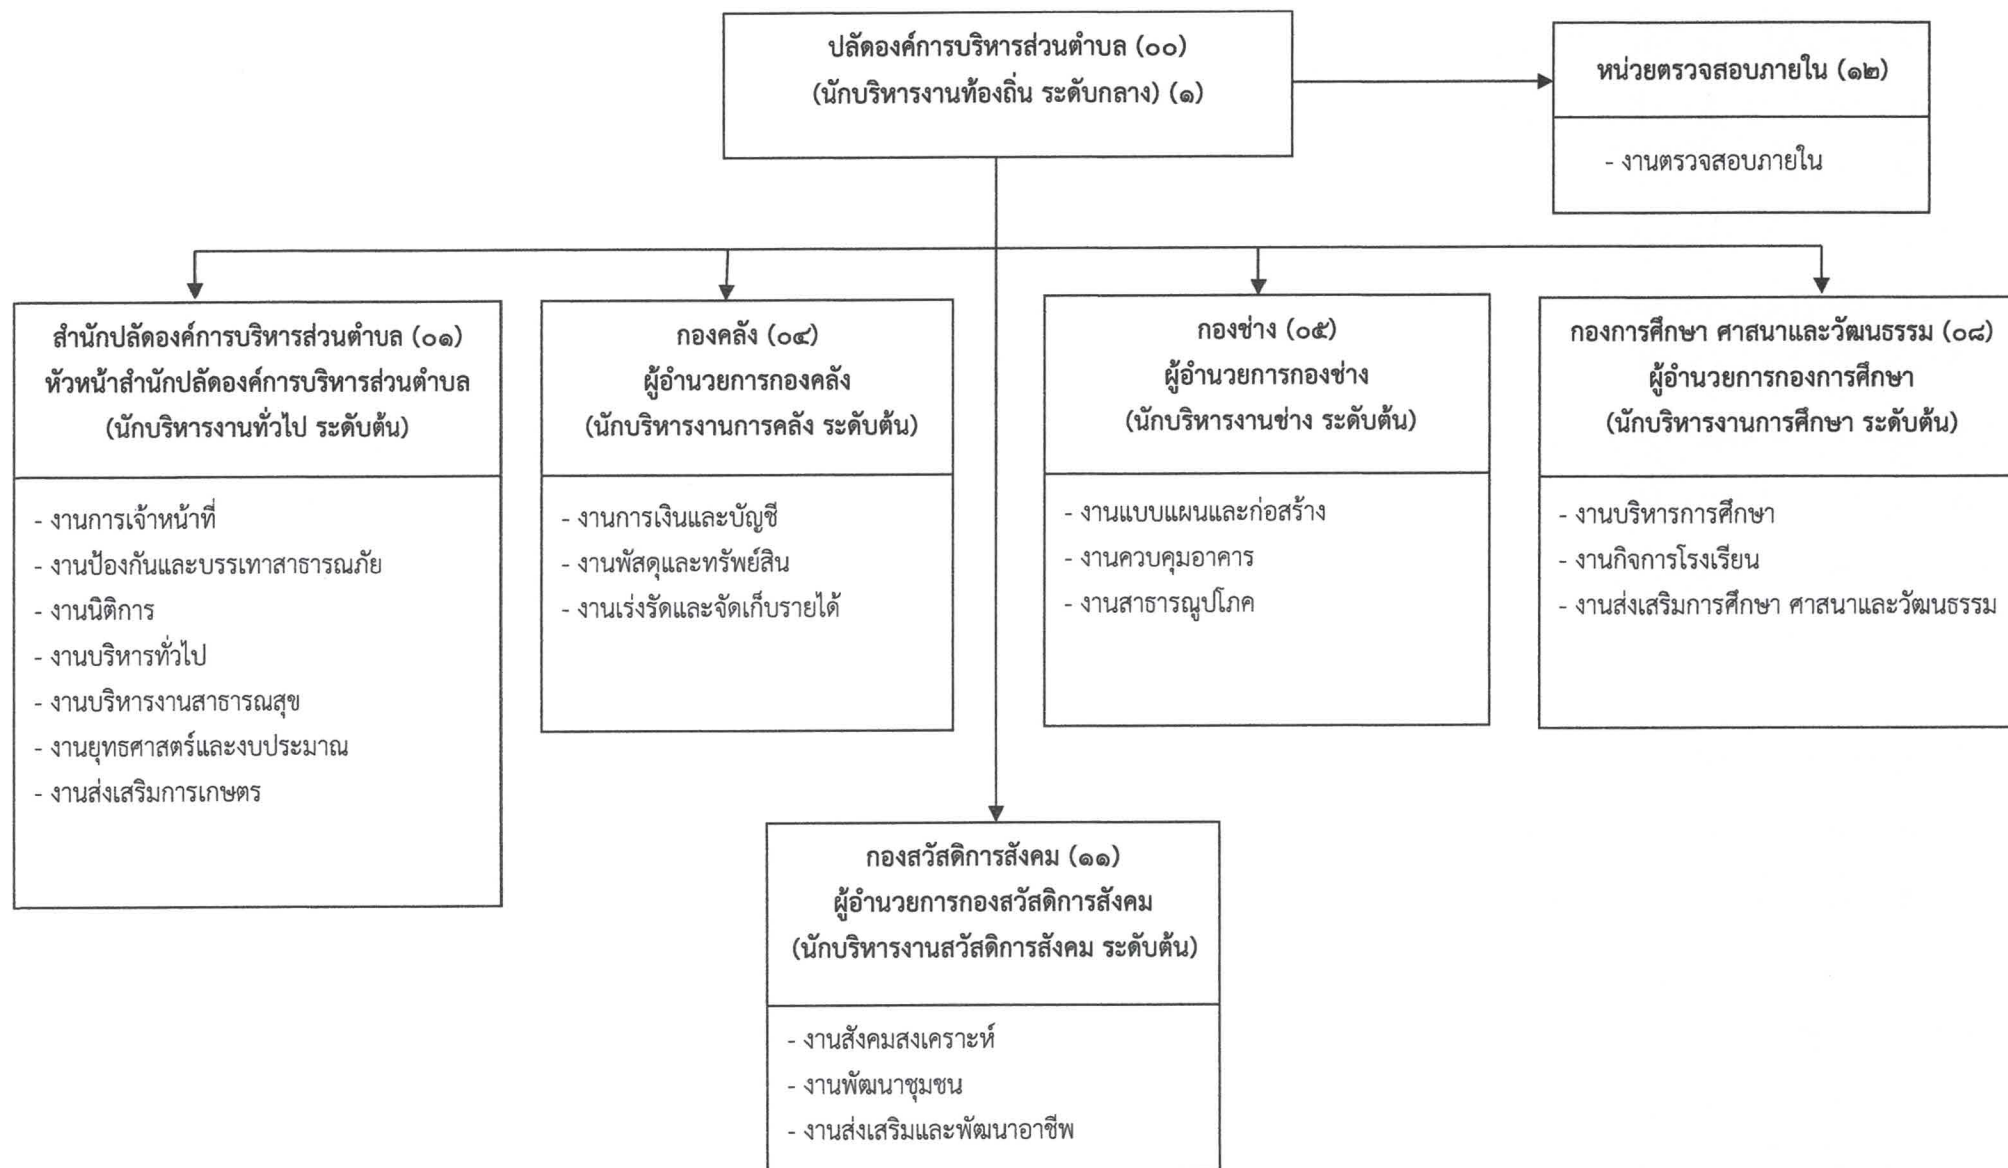 ปลัดองค์การบริหารส่วนตำบล (๐๐)
(นักบริหารงานท้องถิ่น ระดับกลาง) (๑)
หน่วยตรวจสอบภายใน (๑๒)
- งานตรวจสอบภายใน
สำนักปลัดองค์การบริหารส่วนตำบล (๐๑)
หัวหน้าสำนักปลัดองค์การบริหารส่วนตำบล
(นักบริหารงานทั่วไป ระดับต้น)
- งานการเจ้าหน้าที่
- งานป้องกันและบรรเทาสาธารณภัย
- งานนิติการ
- งานบริหารทั่วไป
- งานบริหารงานสาธารณสุข
- งานยุทธศาสตร์และงบประมาณ
- งานส่งเสริมการเกษตร
กองคลัง (๐๔)
ผู้อำนวยการกองคลัง
(นักบริหารงานการคลัง ระดับต้น)
- งานการเงินและบัญชี
- งานพัสดุและทรัพย์สิน
- งานเร่งรัดและจัดเก็บรายได้
กองช่าง (๐๕)
ผู้อำนวยการกองช่าง
(นักบริหารงานช่าง ระดับต้น)
- งานแบบแผนและก่อสร้าง
- งานควบคุมอาคาร
- งานสาธารณูปโภค
กองการศึกษา ศาสนาและวัฒนธรรม (๐๘)
ผู้อำนวยการกองการศึกษา
(นักบริหารงานการศึกษา ระดับต้น)
- งานบริหารการศึกษา
- งานกิจการโรงเรียน
- งานส่งเสริมการศึกษา ศาสนาและวัฒนธรรม
กองสวัสดิการสังคม (๑๑)
ผู้อำนวยการกองสวัสดิการสังคม
(นักบริหารงานสวัสดิการสังคม ระดับต้น)
- งานสังคมสงเคราะห์
- งานพัฒนาชุมชน
- งานส่งเสริมและพัฒนาอาชีพ